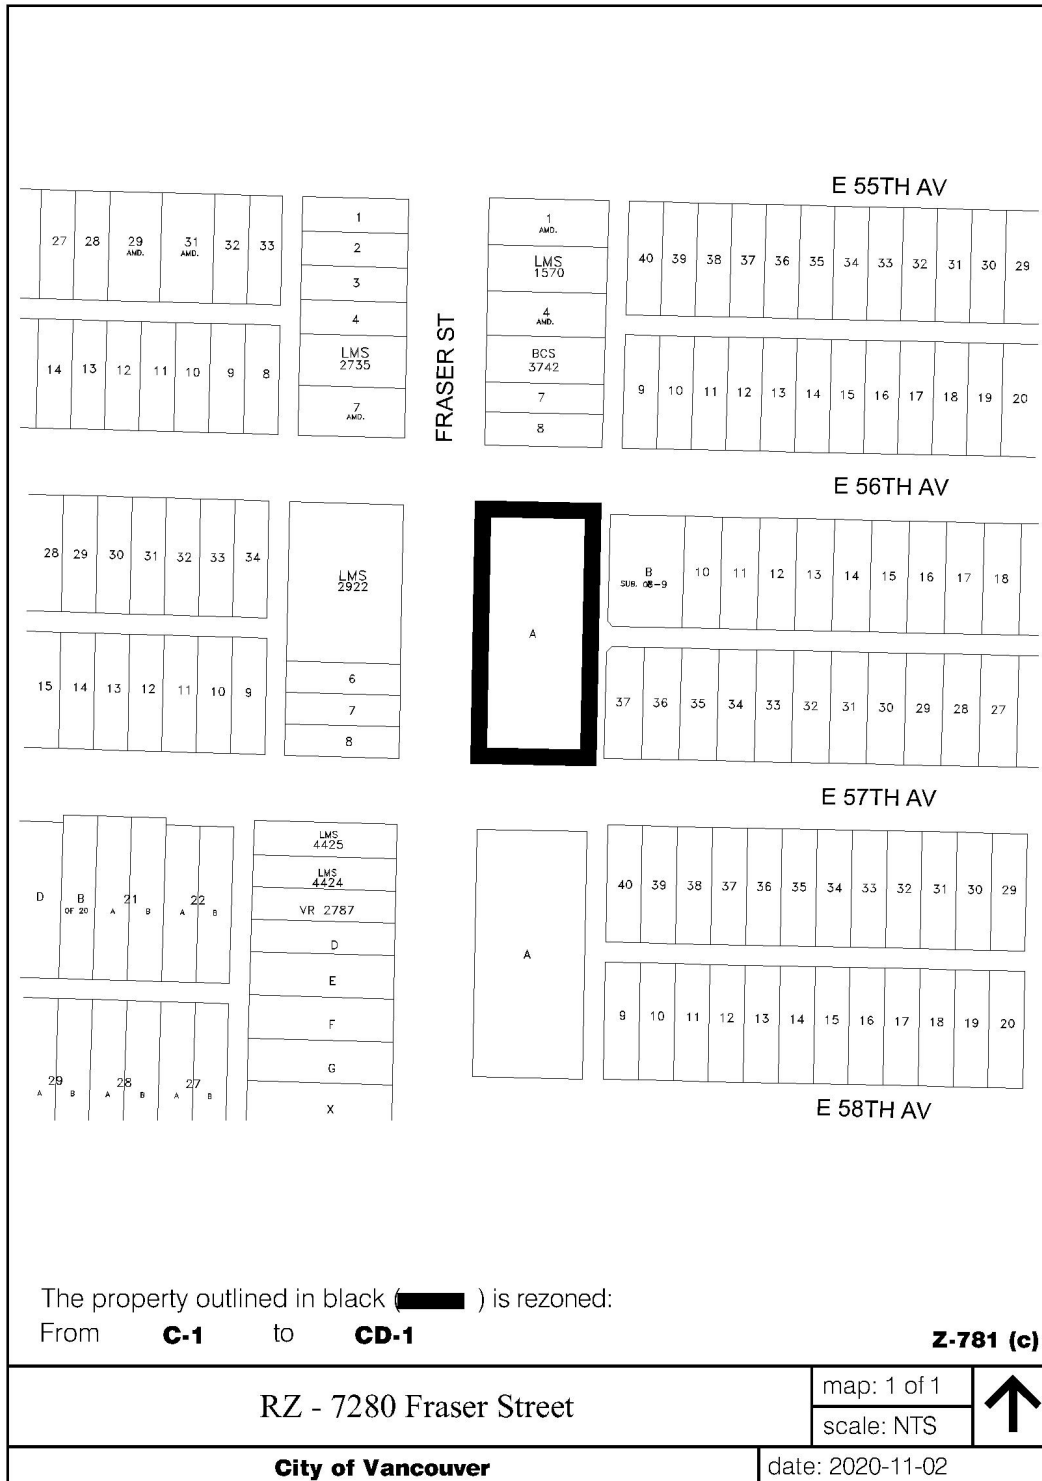 E 55TH AV
27 28 29 31 32 33
AMD. AMD.
1
2
3
4
LMS
2735
7
AMD.
FRASER ST
1
AMD.
LMS
1570
4
AMD.
BCS
3742
7
8
40 39 38 37 36 35 34 33 32 31 30 29
14 13 12 11 10 9 8
9 10 11 12 13 14 15 16 17 18 19 20
E 56TH AV
28 29 30 31 32 33 34
LMS
2922
A
B
10 11 12 13 14 15 16 17 18
15 14 13 12 11 10 9
6
7
8
37 36 35 34 33 32 31 30 29 28 27
E 57TH AV
D B 21 22
OF 20 A B A B
LMS
4425
LMS
4424
VR 2787
D
E
F
G
X
A
40 39 38 37 36 35 34 33 32 31 30 29
29 28 27
A B A B A B
9 10 11 12 13 14 15 16 17 18 19 20
E 58TH AV
The property outlined in black ( ) is rezoned:
From C-1 to CD-1
Z-781 (c)
RZ - 7280 Fraser Street
map: 1 of 1
scale: NTS
City of Vancouver
date: 2020-11-02